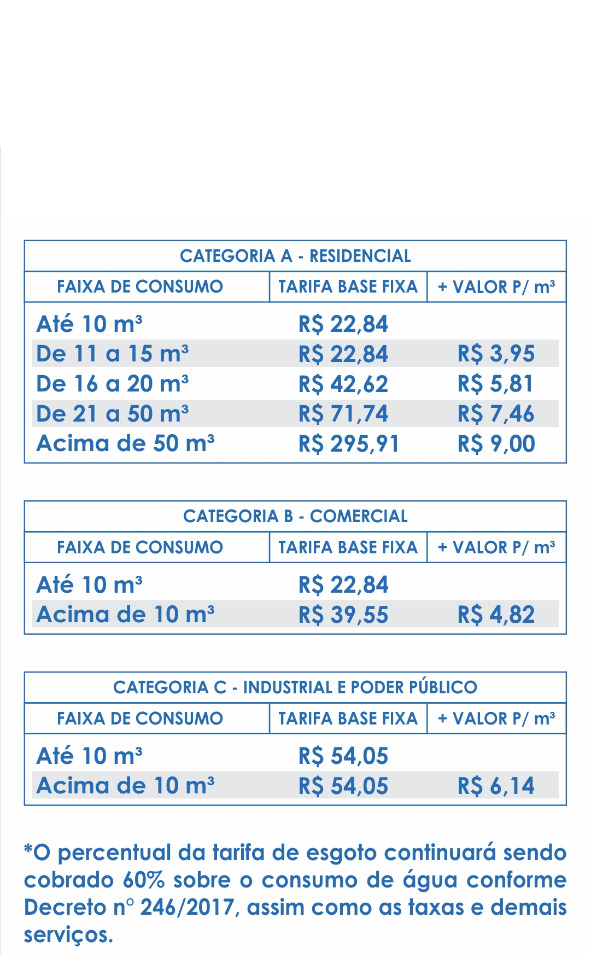 CATEGORIA A - RESIDENCIAL
FAIXA DE CONSUMO TARIFA BASE FIXA + VALOR P/ m³
Até 10 m³ R$ 22,84
De 11 a 15 m³ R$ 22,84 R$ 3,95
De 16 a 20 m³ R$ 42,62 R$ 5,81
De 21 a 50 m³ R$ 71,74 R$ 7,46
Acima de 50 m³ R$ 295,91 R$ 9,00
CATEGORIA B - COMERCIAL
FAIXA DE CONSUMO TARIFA BASE FIXA + VALOR P/ m³
Até 10 m³ R$ 22,84
Acima de 10 m³ R$ 39,55 R$ 4,82
CATEGORIA C - INDUSTRIAL E PODER PÚBLICO
FAIXA DE CONSUMO TARIFA BASE FIXA + VALOR P/ m³
Até 10 m³ R$ 54,05
Acima de 10 m³ R$ 54,05 R$ 6,14
*O percentual da tarifa de esgoto continuará sendo
cobrado 60% sobre o consumo de água conforme
Decreto n° 246/2017, assim como as taxas e demais
serviços.